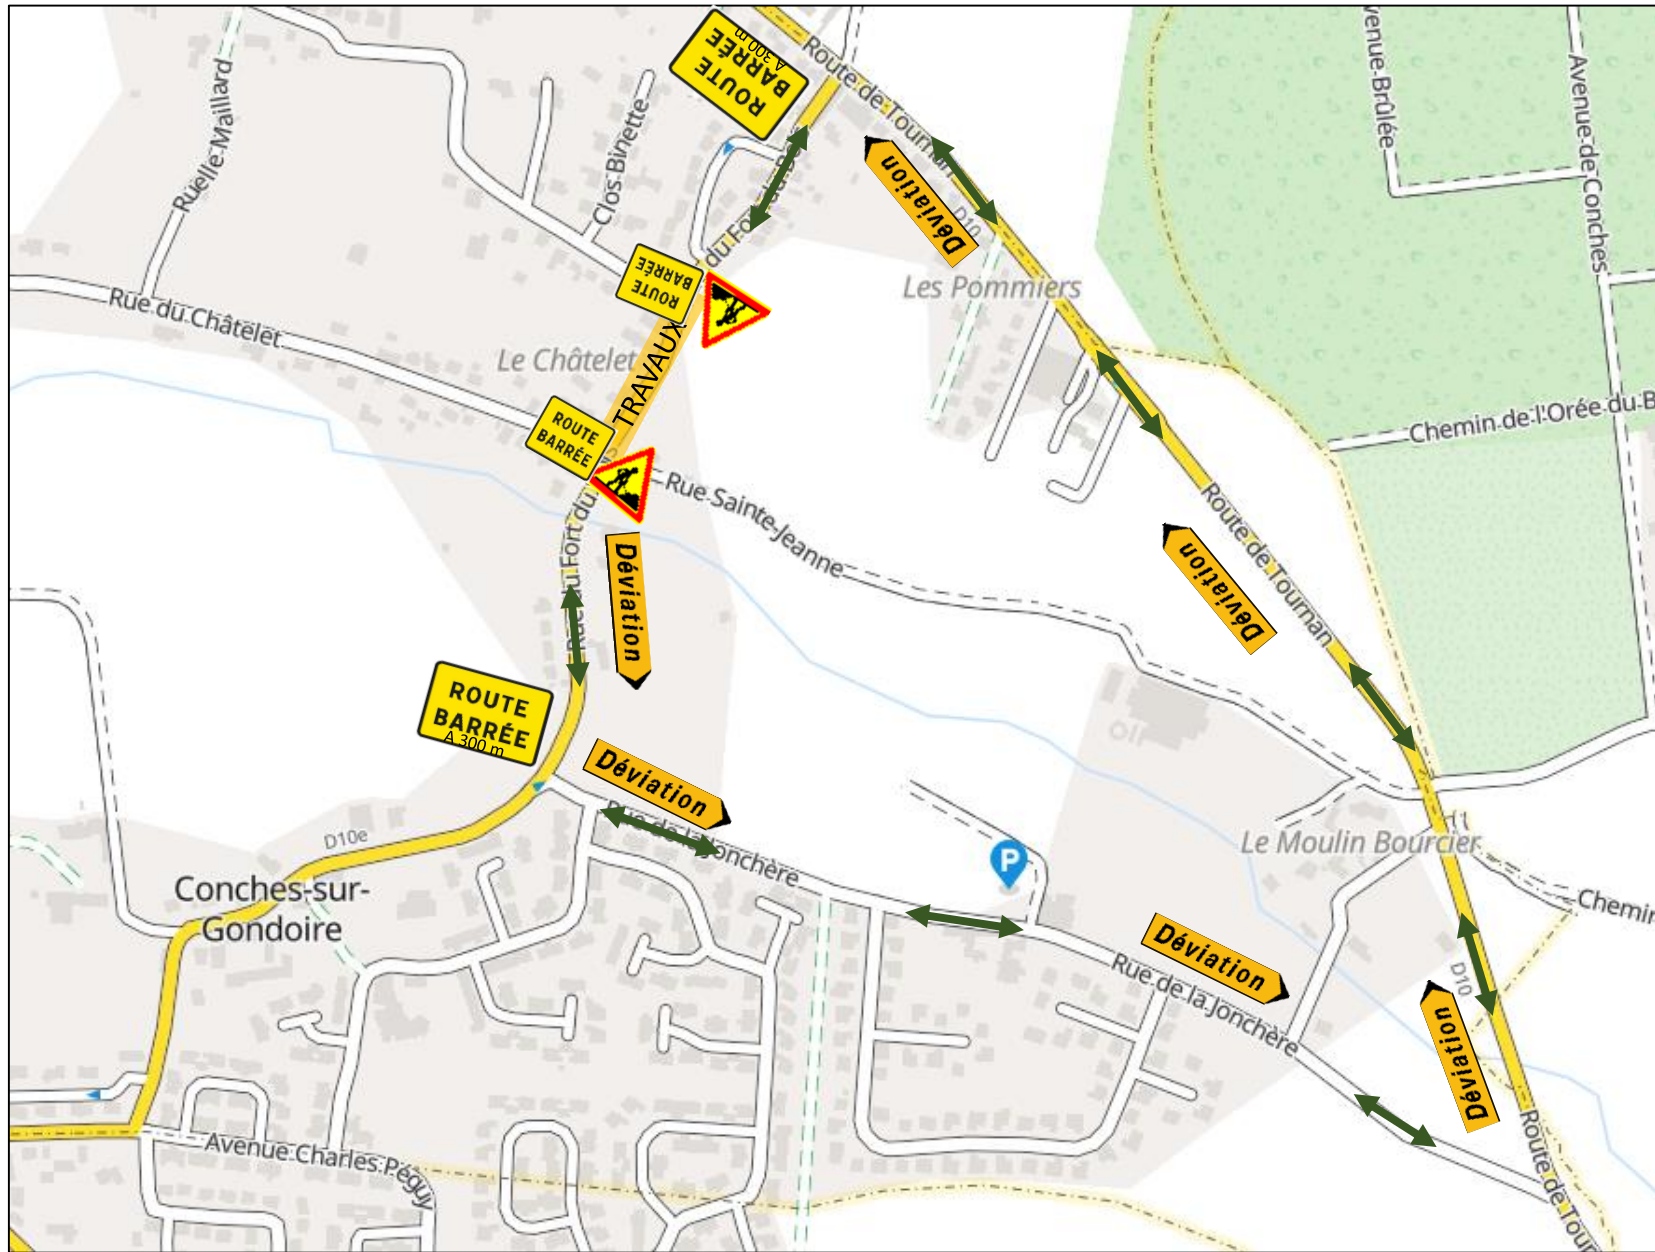 ROUTE
BARRÉE
A 300 m
Route de Tournan
Avenue Brûlée
Avenue de Conches
Ruelle Maillard
Clos Binette
Déviation
D10
du Fo
ROUTE
BARRÉE
Les Pommiers
Rue du Châtelet
Le Châtelet
TRAVAUX
ROUTE
BARRÉE
Chemin de l'Orée du B
Rue Sainte-Jeanne
Route de Tournan
Rue du Fort du
Déviation
Déviation
ROUTE
BARRÉE
A 300 m
Déviation
Rue de la Jonchère
D10e
Le Moulin Bourcier
P
Conches-sur-
Gondoire
Chemin
Déviation
Rue de la Jonchère
D10
Déviation
Avenue Charles Péguy
Route de Tour